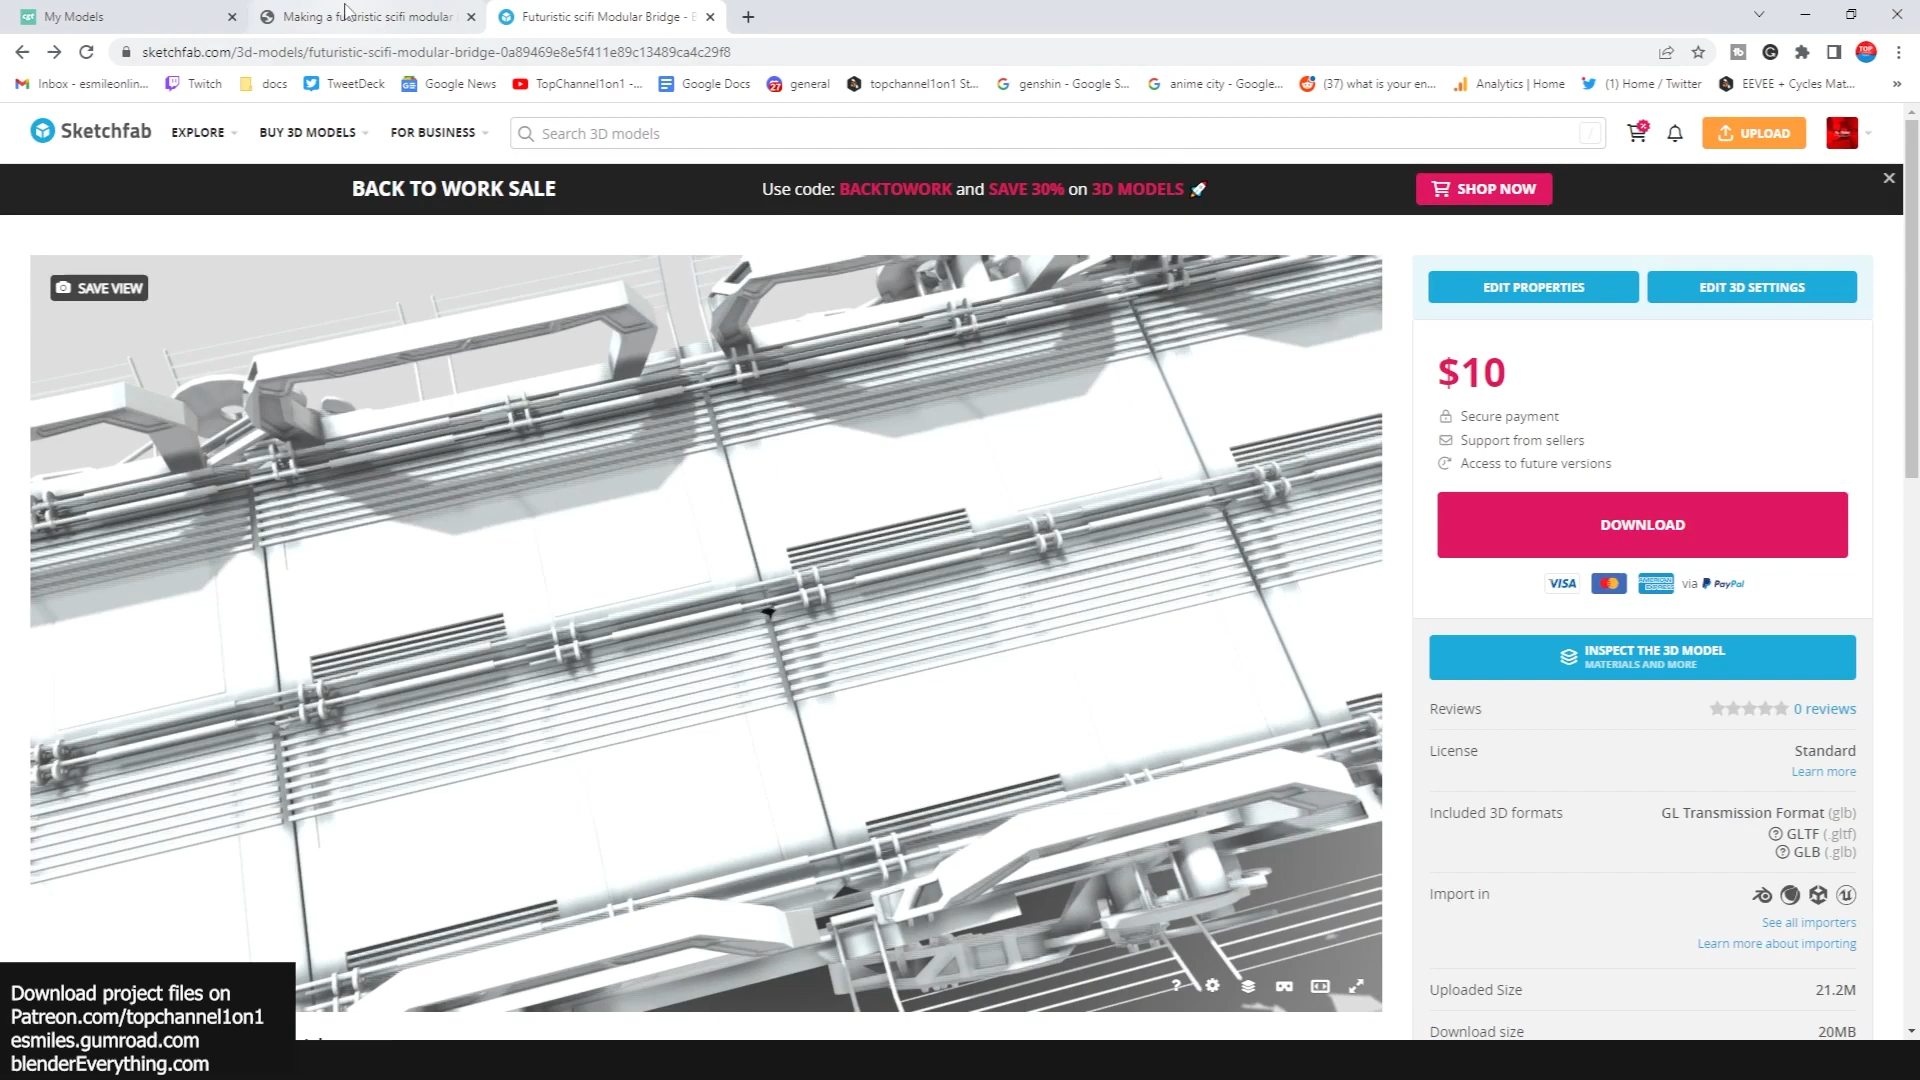 My Models
Making a futuristic scifi modular
Futuristic scifi Modular Bridge - E
sketchfab.com/3d-models/futuristic-scifi-modular-bridge-0a89469e8e5f411e89c13489ca4c29f8
Inbox - esmileonlin...
Twitch
docs
TweetDeck
Google News
TopChannel1on1 -...
Google Docs
27
general
topchannel1on1 St...
genshin - Google S...
anime city - Google...
(37) what is your en...
Analytics | Home
(1) Home / Twitter
EEVEE + Cycles Mat...
»
Sketchfab
EXPLORE
BUY 3D MODELS
FOR BUSINESS
Search 3D models
/
UPLOAD
BACK TO WORK SALE
Use code: BACKTOWORK and SAVE 30% on 3D MODELS 🚀
SHOP NOW
SAVE VIEW
?
EDIT PROPERTIES
EDIT 3D SETTINGS
$10
Secure payment
Support from sellers
Access to future versions
DOWNLOAD
VISA
AMERICAN EXPRESS
via PayPal
INSPECT THE 3D MODEL
MATERIALS AND MORE
Reviews 0 reviews
License Standard
Learn more
Included 3D formats GL Transmission Format (glb)
GLTF (.gltf)
GLB (.glb)
Import in
See all importers
Learn more about importing
Uploaded Size 21.2M
Download size 20MB
Download project files on
Patreon.com/topchannel1on1
esmiles.gumroad.com
blenderEverything.com